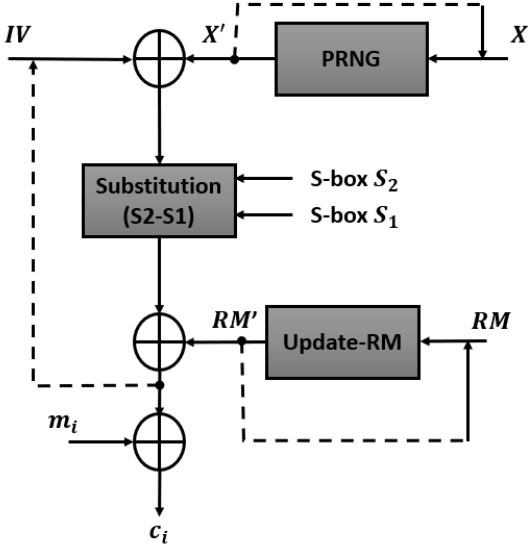 IV
X'
PRNG
X
Substitution
(S2-S1)
S-box S₂
S-box S₁
RM'
Update-RM
RM
mᵢ
cᵢ